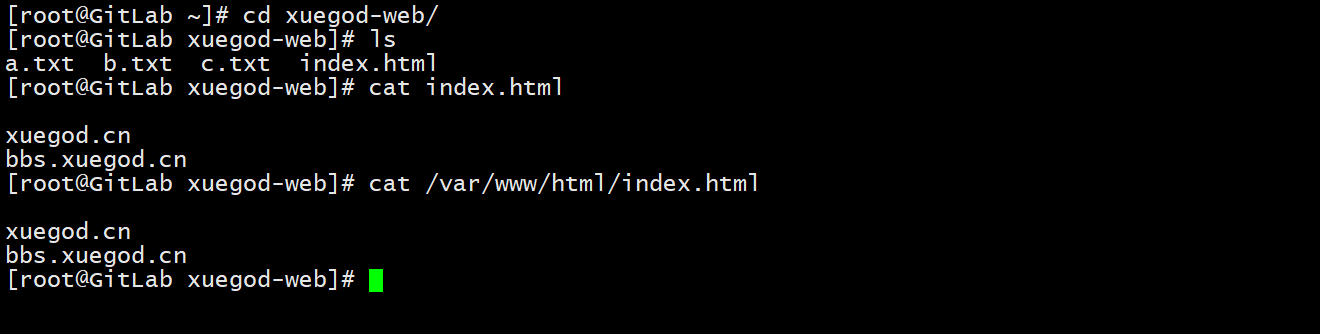 [root@GitLab ~]# cd xuegod-web/
[root@GitLab xuegod-web]# ls
a.txt  b.txt  c.txt  index.html
[root@GitLab xuegod-web]# cat index.html
xuegod.cn
bbs.xuegod.cn
[root@GitLab xuegod-web]# cat /var/www/html/index.html
xuegod.cn
bbs.xuegod.cn
[root@GitLab xuegod-web]#